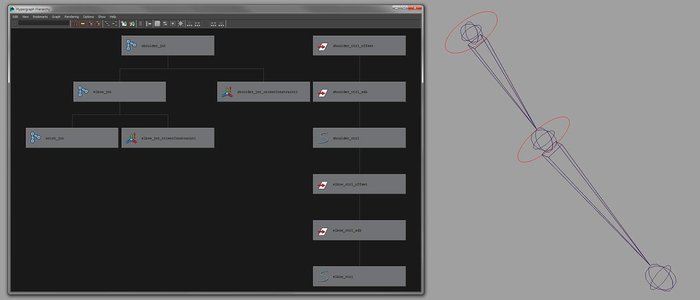 Hypergraph Hierarchy
Edit View Bookmarks Graph Rendering Options Show Help
shoulder_jnt
shoulder_ctrl_offset
elbow_jnt
shoulder_jnt_orientConstraint1
shoulder_ctrl_sdk
wrist_jnt
elbow_jnt_orientConstraint1
shoulder_ctrl
elbow_ctrl_offset
elbow_ctrl_sdk
elbow_ctrl